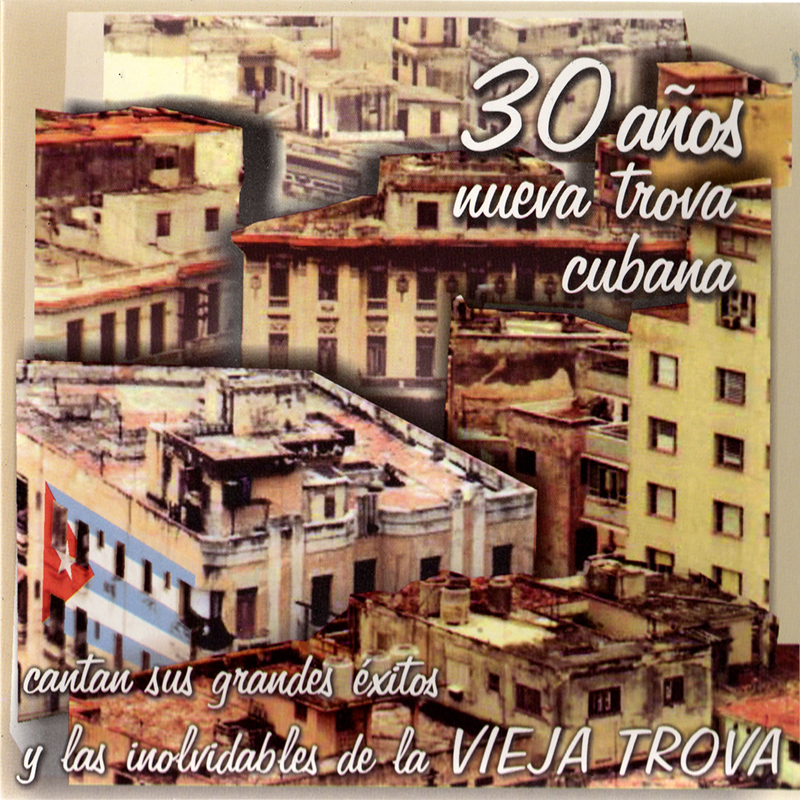 30 años
nueva trova
cubana
cantan sus grandes éxitos
y las inolvidables de la VIEJA TROVA